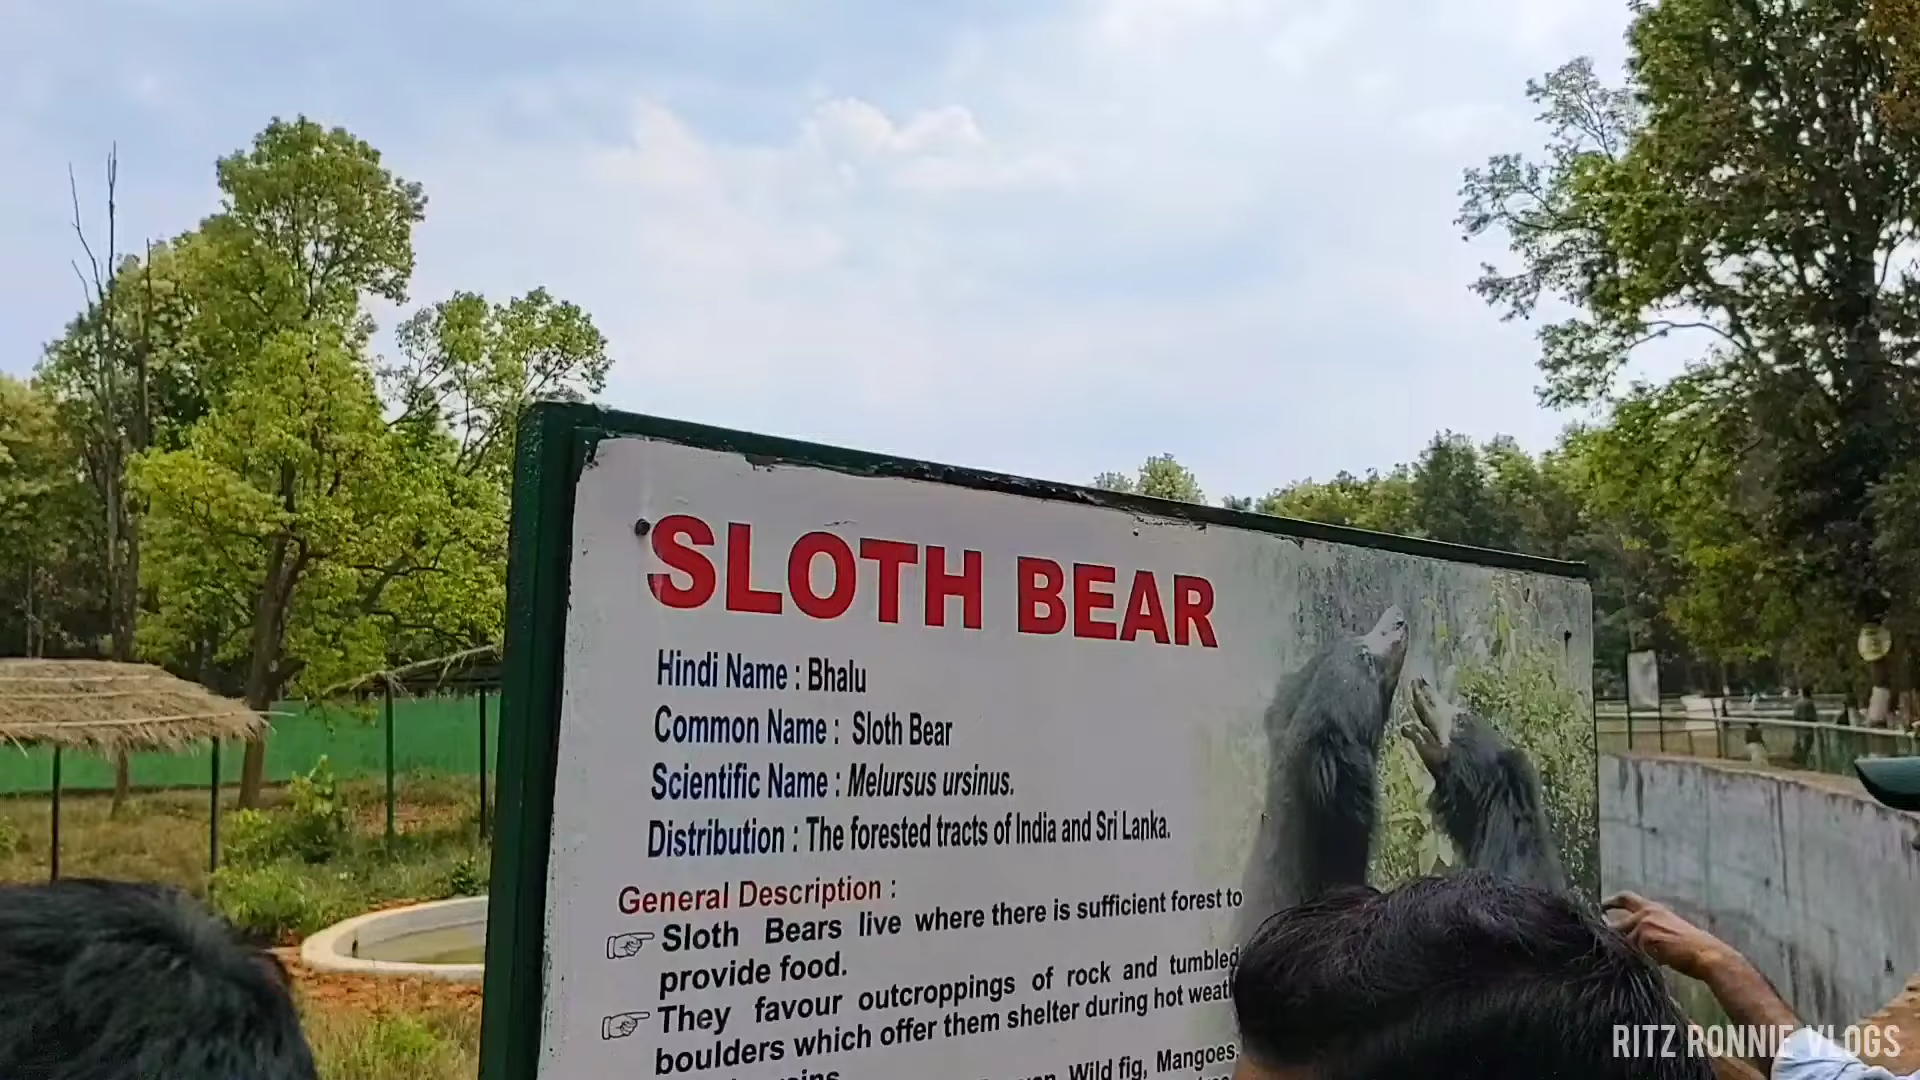 SLOTH BEAR
Hindi Name : Bhalu
Common Name : Sloth Bear
Scientific Name : Melursus ursinus.
Distribution : The forested tracts of India and Sri Lanka.
General Description :
Sloth Bears live where there is sufficient forest to
provide food.
They favour outcroppings of rock and tumbled
boulders which offer them shelter during hot
Wild fig, Mangoes,
RITZ RONNIE VLOGS